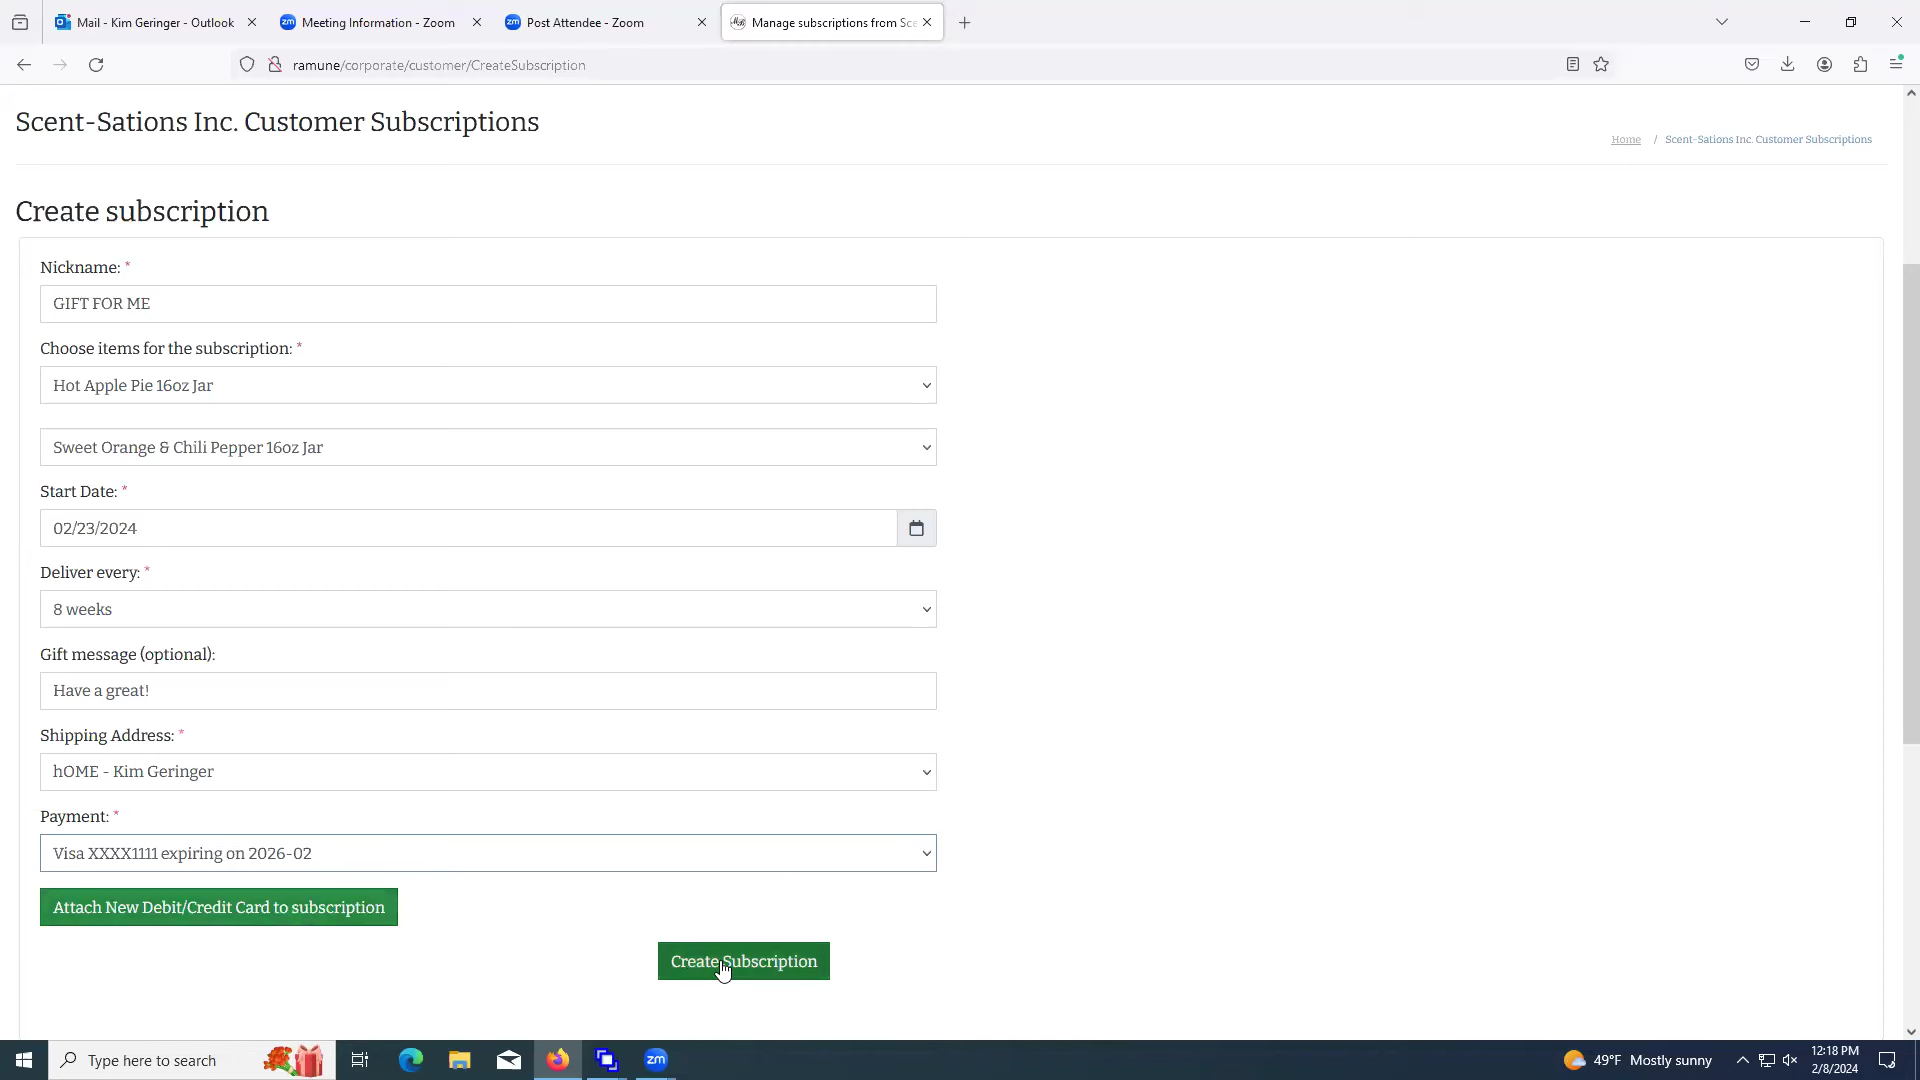 Mail - Kim Geringer - Outlook
Meeting Information - Zoom
Post Attendee - Zoom
Manage subscriptions from Sce
ramune/corporate/customer/CreateSubscription
Scent-Sations Inc. Customer Subscriptions
Home / Scent-Sations Inc. Customer Subscriptions
Create subscription
Nickname: *
GIFT FOR ME
Choose items for the subscription: *
Hot Apple Pie 16oz Jar
Sweet Orange & Chili Pepper 16oz Jar
Start Date: *
02/23/2024
Deliver every: *
8 weeks
Gift message (optional):
Have a great!
Shipping Address: *
hOME - Kim Geringer
Payment: *
Visa XXXX1111 expiring on 2026-02
Attach New Debit/Credit Card to subscription
Create Subscription
Type here to search
zm
49°F Mostly sunny
12:18 PM
2/8/2024